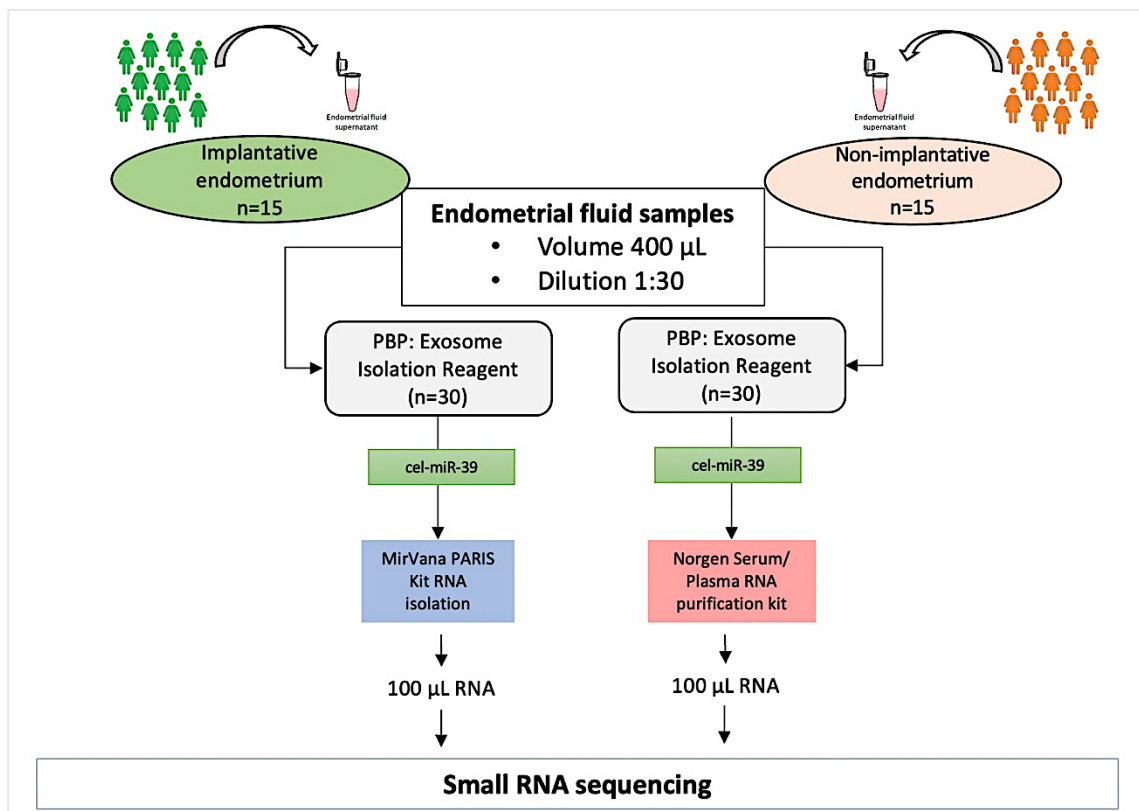 Endometrial fluid
supernatant
Endometrial fluid
supernatant
Implantative
endometrium
n=15
Non-implantative
endometrium
n=15
Endometrial fluid samples
• Volume 400 µL
• Dilution 1:30
PBP: Exosome
Isolation Reagent
(n=30)
PBP: Exosome
Isolation Reagent
(n=30)
cel-miR-39
cel-miR-39
MirVana PARIS
Kit RNA
isolation
Norgen Serum/
Plasma RNA
purification kit
100 µL RNA
100 µL RNA
Small RNA sequencing